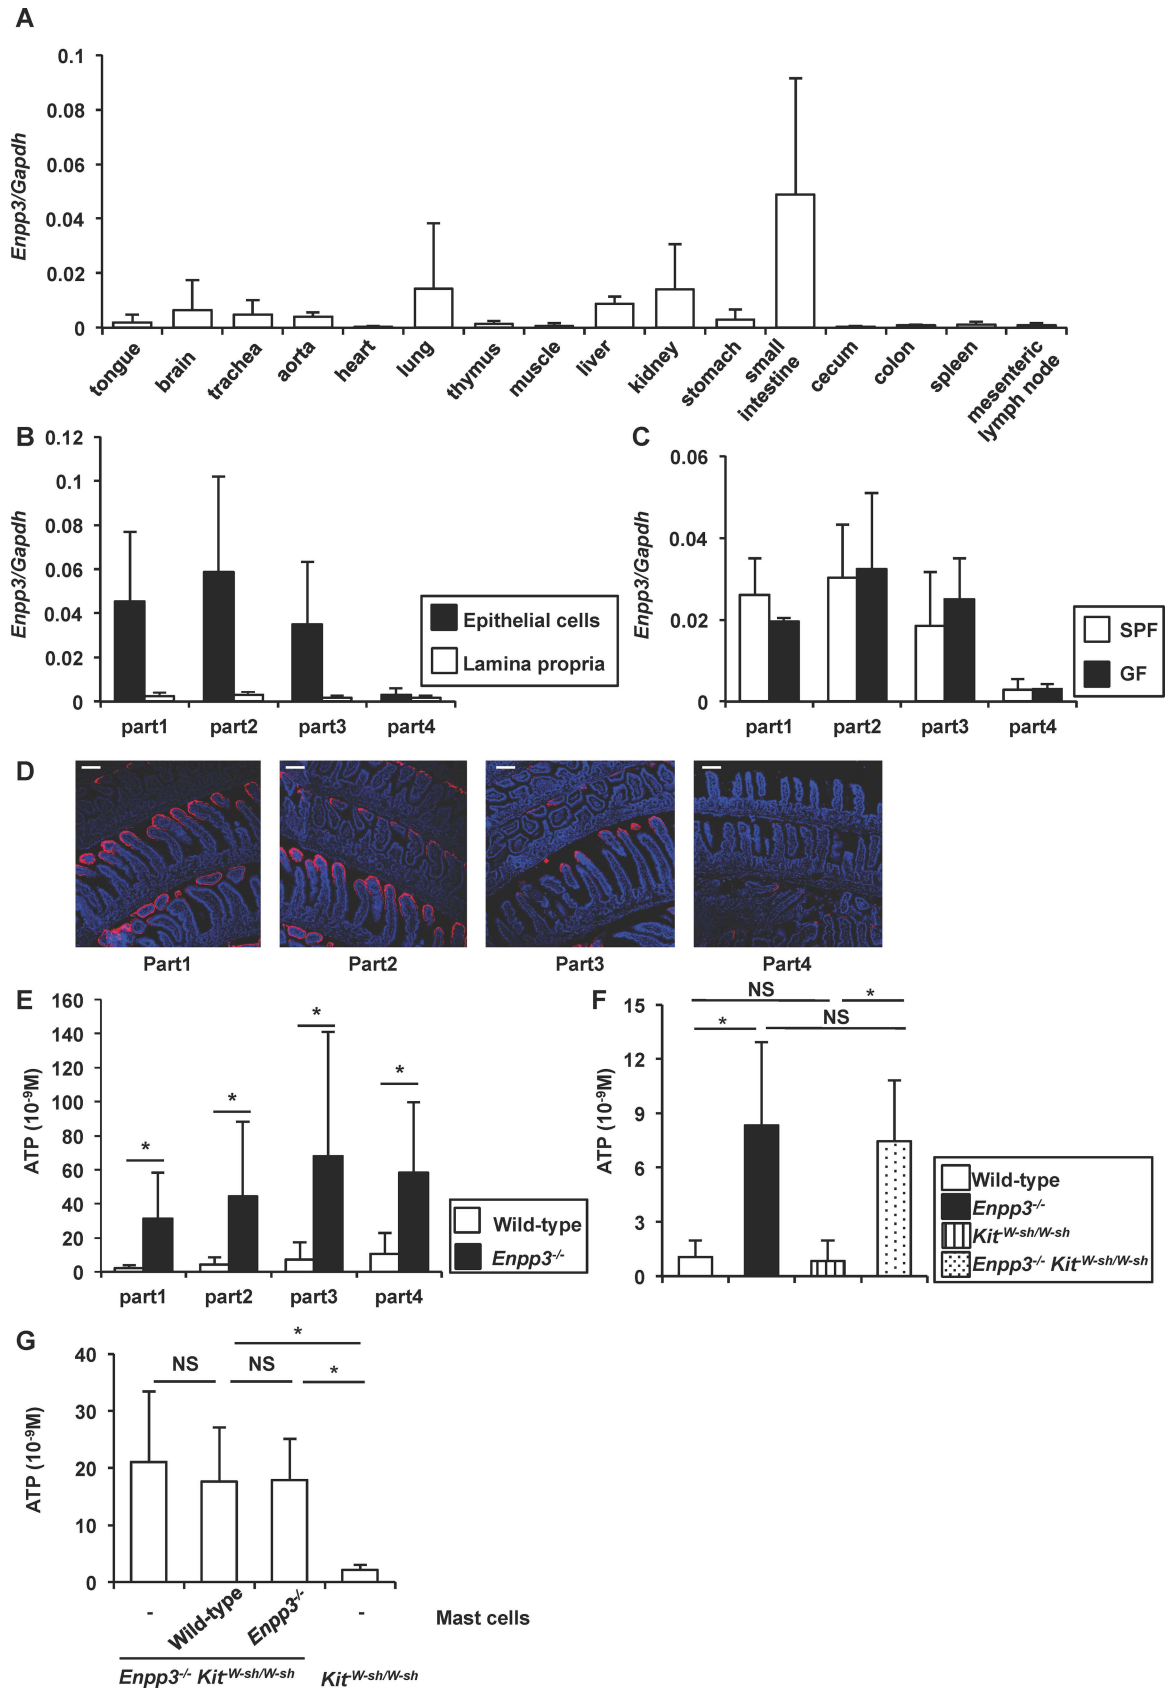 A
0.1
0.08
0.06
0.04
0.02
0
Enpp3/Gapdh
tongue
brain
trachea
aorta
heart
lung
thymus
muscle
liver
kidney
stomach
small
intestine
cecum
colon
spleen
mesenteric
lymph node
B
0.12
0.1
0.08
0.06
0.04
0.02
0
Enpp3/Gapdh
Epithelial cells
Lamina propria
part1 part2 part3 part4
C
0.06
0.04
0.02
0
Enpp3/Gapdh
SPF
GF
part1 part2 part3 part4
D
Part1 Part2 Part3 Part4
E
160
140
120
100
80
60
40
20
0
ATP (10-9M)
* * * *
Wild-type
Enpp3-/-
part1 part2 part3 part4
F
15
12
9
6
3
0
ATP (10-9M)
NS *
* NS
Wild-type
Enpp3-/-
KitW-sh/W-sh
Enpp3-/- KitW-sh/W-sh
G
40
30
20
10
0
ATP (10-9M)
*
NS NS *
- Wild-type Enpp3-/- - Mast cells
Enpp3-/- KitW-sh/W-sh KitW-sh/W-sh